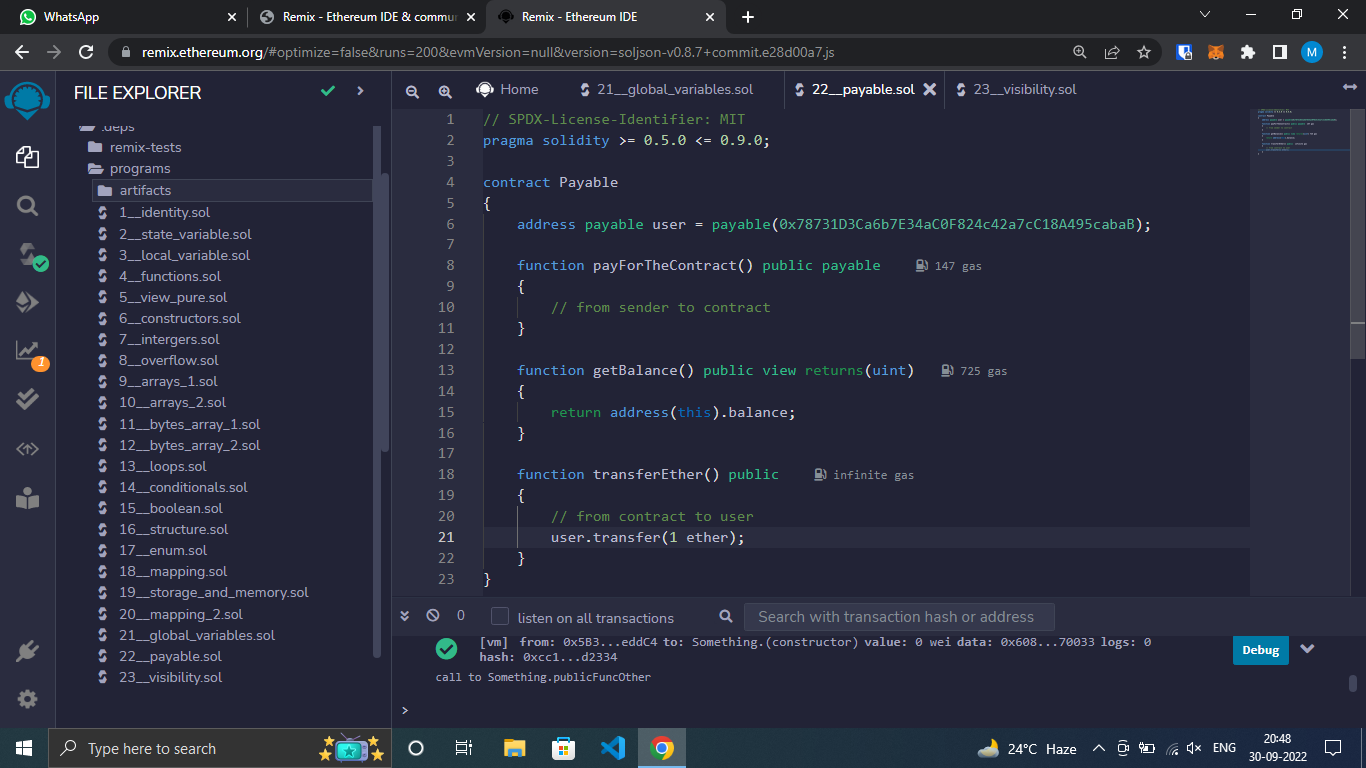 WhatsApp
Remix - Ethereum IDE & commun
Remix - Ethereum IDE
remix.ethereum.org/#optimize=false&runs=200&evmVersion=null&version=soljson-v0.8.7+commit.e28d00a7.js
M
FILE EXPLORER
.deps
remix-tests
programs
artifacts
1__identity.sol
2__state_variable.sol
3__local_variable.sol
4__functions.sol
5__view_pure.sol
6__constructors.sol
7__intergers.sol
8__overflow.sol
9__arrays_1.sol
10__arrays_2.sol
11__bytes_array_1.sol
12__bytes_array_2.sol
13__loops.sol
14__conditionals.sol
15__boolean.sol
16__structure.sol
17__enum.sol
18__mapping.sol
19__storage_and_memory.sol
20__mapping_2.sol
21__global_variables.sol
22__payable.sol
23__visibility.sol
1
Home
21__global_variables.sol
22__payable.sol
23__visibility.sol
1 // SPDX-License-Identifier: MIT
2 pragma solidity >= 0.5.0 <= 0.9.0;
3
4 contract Payable
5 {
6 address payable user = payable(0x78731D3Ca6b7E34aC0F824c42a7cC18A495cabaB);
7
8 function payForTheContract() public payable 147 gas
9 {
10 // from sender to contract
11 }
12
13 function getBalance() public view returns(uint) 725 gas
14 {
15 return address(this).balance;
16 }
17
18 function transferEther() public infinite gas
19 {
20 // from contract to user
21 user.transfer(1 ether);
22 }
23 }
0
listen on all transactions
Search with transaction hash or address
[vm] from: 0x5B3...eddC4 to: Something.(constructor) value: 0 wei data: 0x608...70033 logs: 0
hash: 0xcc1...d2334
Debug
call to Something.publicFuncOther
>
Type here to search
24°C Haze
ENG
20:48
30-09-2022